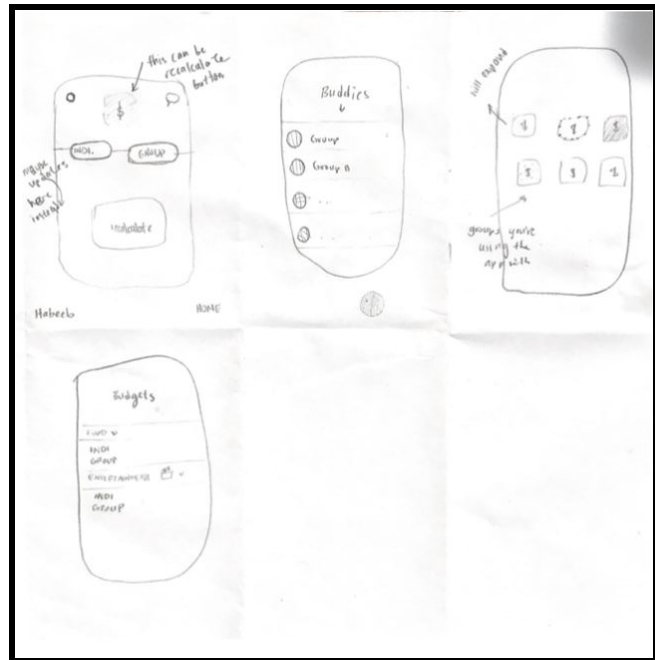 this can be
recalculate
button
$
INDI.
GROUP
maybe
updates
here
instead
recalculate
Habeeb
HOME
Buddies
Group
Group B
...
...
will expand
$
$
$
$
$
$
groups you're
using the
app with
Budgets
FOOD
INDI
GROUP
ENTERTAINMENT
INDI
GROUP